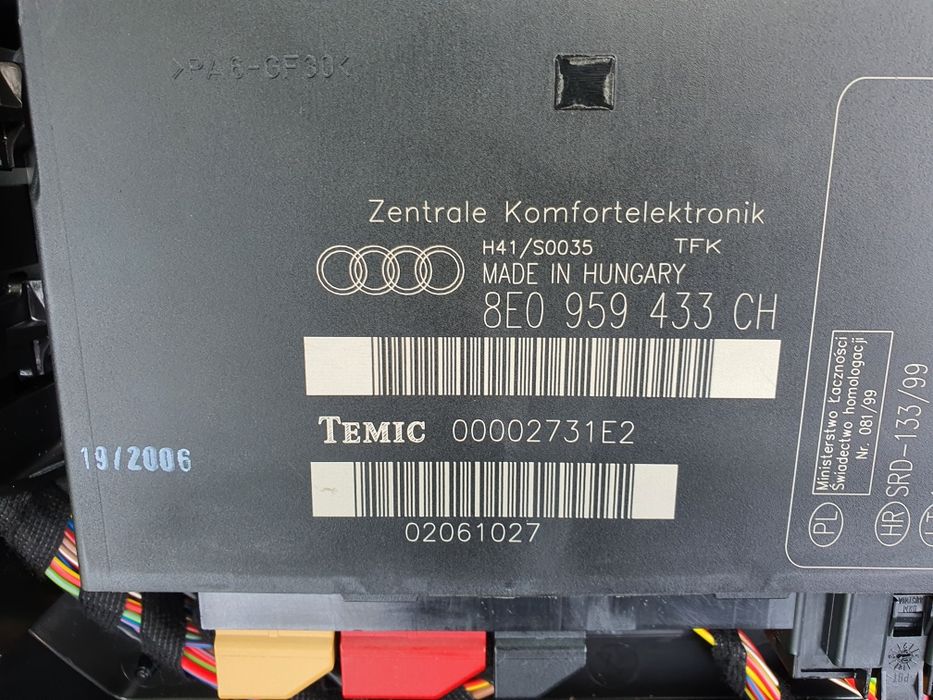 >PA6-GF30<
Zentrale Komfortelektronik
H41/S0035 TFK
MADE IN HUNGARY
8E0 959 433 CH
TEMIC 00002731E2
19/2006
02061027
Ministerstwo Łączności
Świadectwo homologacji
Nr. 081/99
PL
HR SRD-133/99
LT